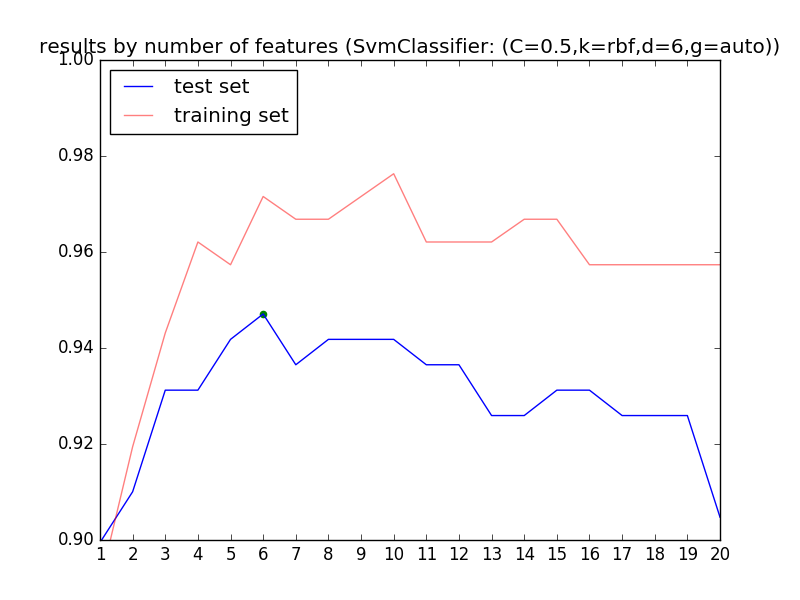 results by number of features (SvmClassifier: (C=0.5,k=rbf,d=6,g=auto))
1.00
test set
training set
0.98
0.96
0.94
0.92
0.90
1 2 3 4 5 6 7 8 9 10 11 12 13 14 15 16 17 18 19 20